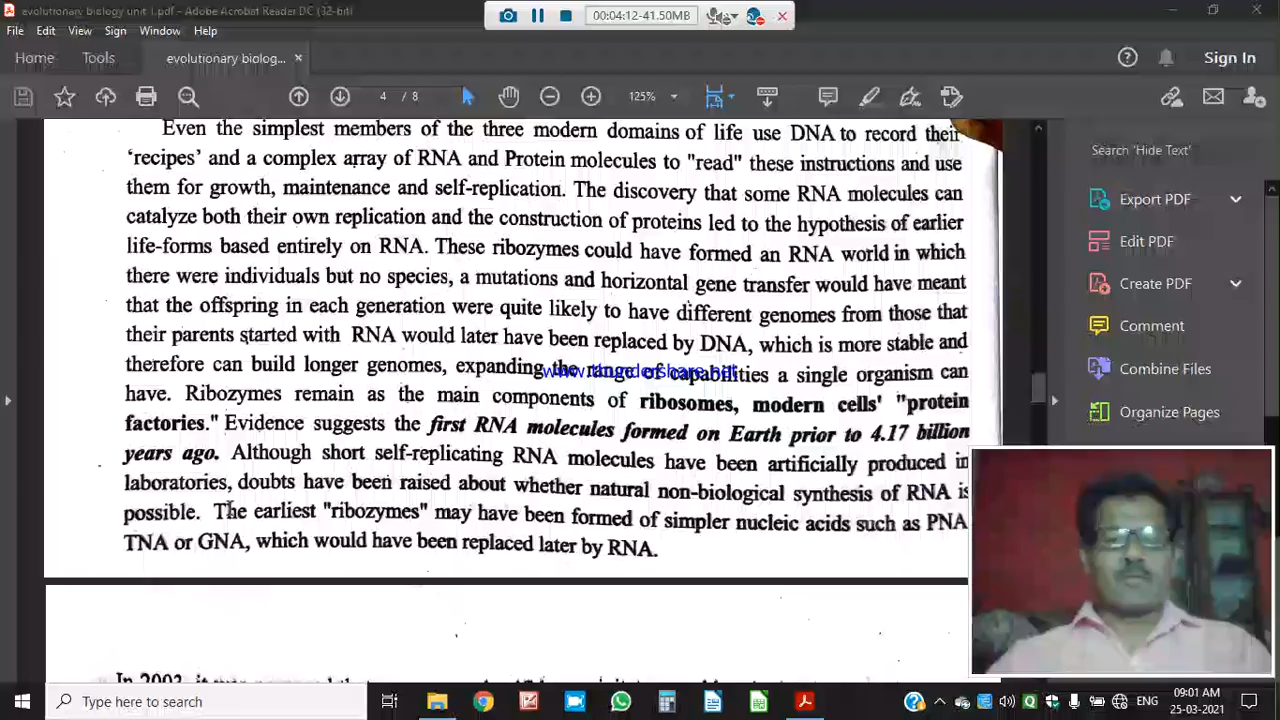 evolutionary biology unit 1.pdf - Adobe Acrobat Reader DC (32-bit)
00:04:12-41.50MB
File Edit View Sign Window Help
Home Tools evolutionary biolog... × Sign In
4 / 8 125%
Even the simplest members of the three modern domains of life use DNA to record their
'recipes' and a complex array of RNA and Protein molecules to "read" these instructions and use
them for growth, maintenance and self-replication. The discovery that some RNA molecules can
catalyze both their own replication and the construction of proteins led to the hypothesis of earlier
life-forms based entirely on RNA. These ribozymes could have formed an RNA world in which
there were individuals but no species, a mutations and horizontal gene transfer would have meant
that the offspring in each generation were quite likely to have different genomes from those that
their parents started with RNA would later have been replaced by DNA, which is more stable and
therefore can build longer genomes, expanding the range of capabilities a single organism can
www.thundershare.net
have. Ribozymes remain as the main components of ribosomes, modern cells' "protein
factories." Evidence suggests the first RNA molecules formed on Earth prior to 4.17 billion
years ago. Although short self-replicating RNA molecules have been artificially produced in
laboratories, doubts have been raised about whether natural non-biological synthesis of RNA is
possible. The earliest "ribozymes" may have been formed of simpler nucleic acids such as PNA
TNA or GNA, which would have been replaced later by RNA.
In 2003, it was
Search 'Hide Text'
Export PDF
Edit PDF
Create PDF
Comment
Combine Files
Organize Pages
Type here to search
ENG
09:01 AM
25-03-2021